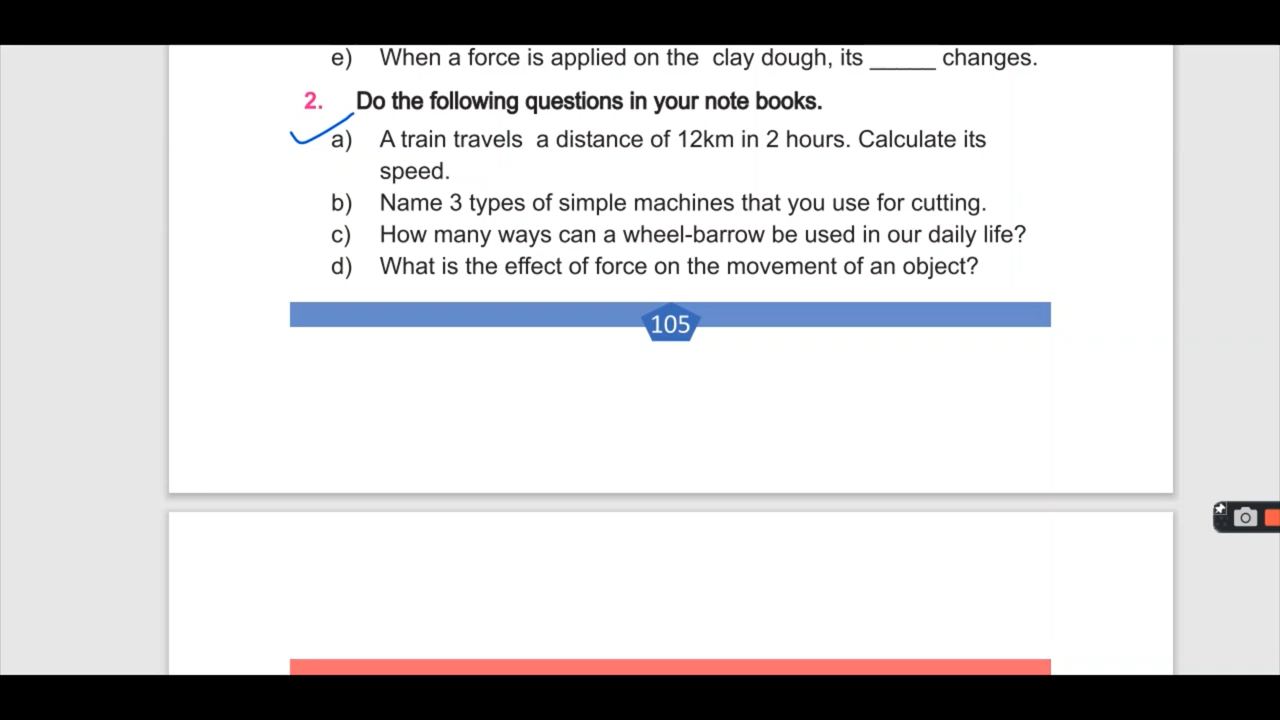 e) When a force is applied on the clay dough, its _____ changes.
2. Do the following questions in your note books.
a) A train travels a distance of 12km in 2 hours. Calculate its
speed.
b) Name 3 types of simple machines that you use for cutting.
c) How many ways can a wheel-barrow be used in our daily life?
d) What is the effect of force on the movement of an object?
105